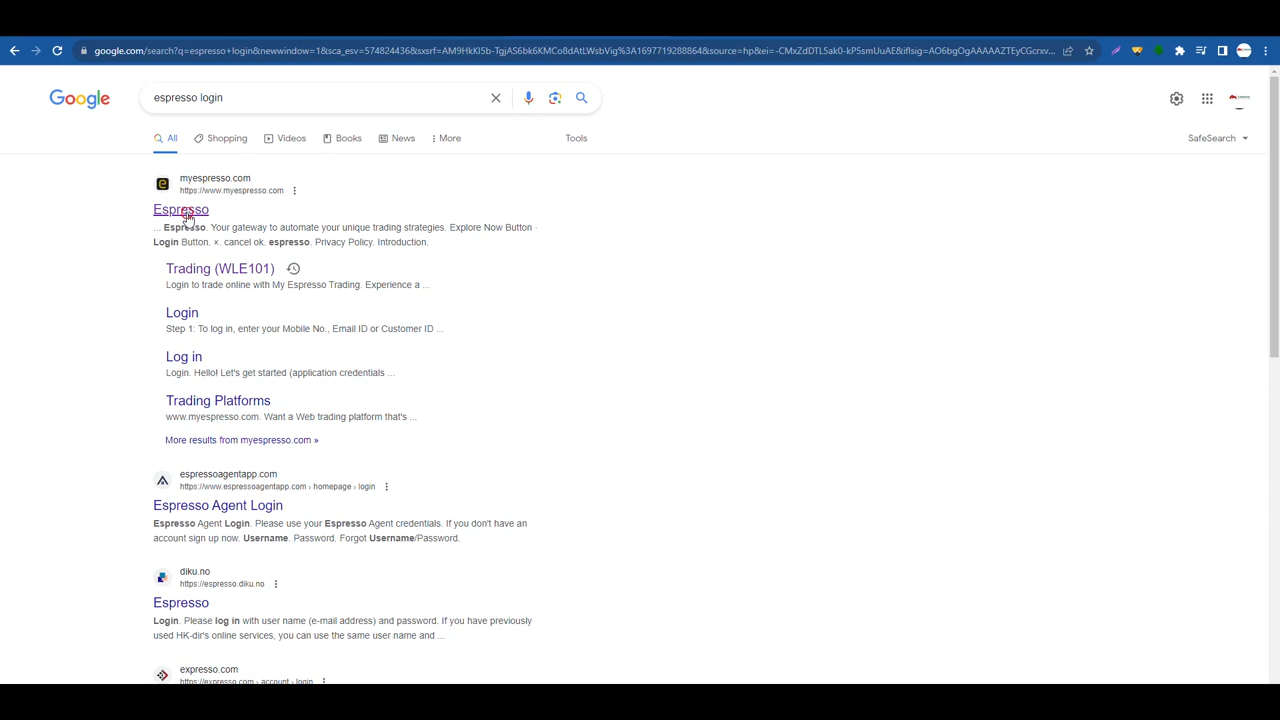 google.com/search?q=espresso+login&newwindow=1&sca_esv=574824436&sxsrf=AM9HkKl5b-TgjAS6bk6KMCo8dAtLWsbVig%3A1697719288864&source=hp&ei=-CMxZdDTL5ak0-kP5smUuAE&iflsig=AO6bgOgAAAAAZTEyCGcrxv...
Google
espresso login
All
Shopping
Videos
Books
News
More
Tools
SafeSearch
myespresso.com
https://www.myespresso.com
Espresso
... Espresso. Your gateway to automate your unique trading strategies. Explore Now Button ·
Login Button. ×. cancel ok. espresso. Privacy Policy. Introduction.
Trading (WLE101)
Login to trade online with My Espresso Trading. Experience a ...
Login
Step 1: To log in, enter your Mobile No., Email ID or Customer ID ...
Log in
Login. Hello! Let's get started (application credentials ...
Trading Platforms
www.myespresso.com. Want a Web trading platform that's ...
More results from myespresso.com »
espressoagentapp.com
https://www.espressoagentapp.com › homepage › login
Espresso Agent Login
Espresso Agent Login. Please use your Espresso Agent credentials. If you don't have an
account sign up now. Username. Password. Forgot Username/Password.
diku.no
https://espresso.diku.no
Espresso
Login. Please log in with user name (e-mail address) and password. If you have previously
used HK-dir's online services, you can use the same user name and ...
expresso.com
https://expresso.com › account › login